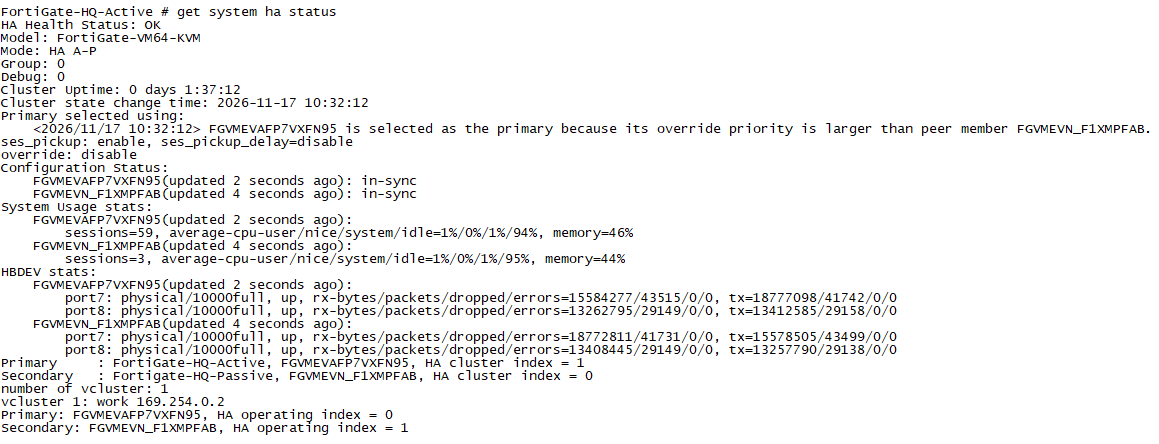 FortiGate-HQ-Active # get system ha status
HA Health Status: OK
Model: FortiGate-VM64-KVM
Mode: HA A-P
Group: 0
Debug: 0
Cluster Uptime: 0 days 1:37:12
Cluster state change time: 2026-11-17 10:32:12
Primary selected using:
    <2026/11/17 10:32:12> FGVMEVAFP7VXFN95 is selected as the primary because its override priority is larger than peer member FGVMEVN_F1XMPFAB.
ses_pickup: enable, ses_pickup_delay=disable
override: disable
Configuration Status:
    FGVMEVAFP7VXFN95(updated 2 seconds ago): in-sync
    FGVMEVN_F1XMPFAB(updated 4 seconds ago): in-sync
System Usage stats:
    FGVMEVAFP7VXFN95(updated 2 seconds ago):
        sessions=59, average-cpu-user/nice/system/idle=1%/0%/1%/94%, memory=46%
    FGVMEVN_F1XMPFAB(updated 4 seconds ago):
        sessions=3, average-cpu-user/nice/system/idle=1%/0%/1%/95%, memory=44%
HBDEV stats:
    FGVMEVAFP7VXFN95(updated 2 seconds ago):
        port7: physical/10000full, up, rx-bytes/packets/dropped/errors=15584277/43515/0/0, tx=18777098/41742/0/0
        port8: physical/10000full, up, rx-bytes/packets/dropped/errors=13262795/29149/0/0, tx=13412585/29158/0/0
    FGVMEVN_F1XMPFAB(updated 4 seconds ago):
        port7: physical/10000full, up, rx-bytes/packets/dropped/errors=18772811/41731/0/0, tx=15578505/43499/0/0
        port8: physical/10000full, up, rx-bytes/packets/dropped/errors=13408445/29149/0/0, tx=13257790/29138/0/0
Primary     : FortiGate-HQ-Active, FGVMEVAFP7VXFN95, HA cluster index = 1
Secondary   : Fortigate-HQ-Passive, FGVMEVN_F1XMPFAB, HA cluster index = 0
number of vcluster: 1
vcluster 1: work 169.254.0.2
Primary: FGVMEVAFP7VXFN95, HA operating index = 0
Secondary: FGVMEVN_F1XMPFAB, HA operating index = 1